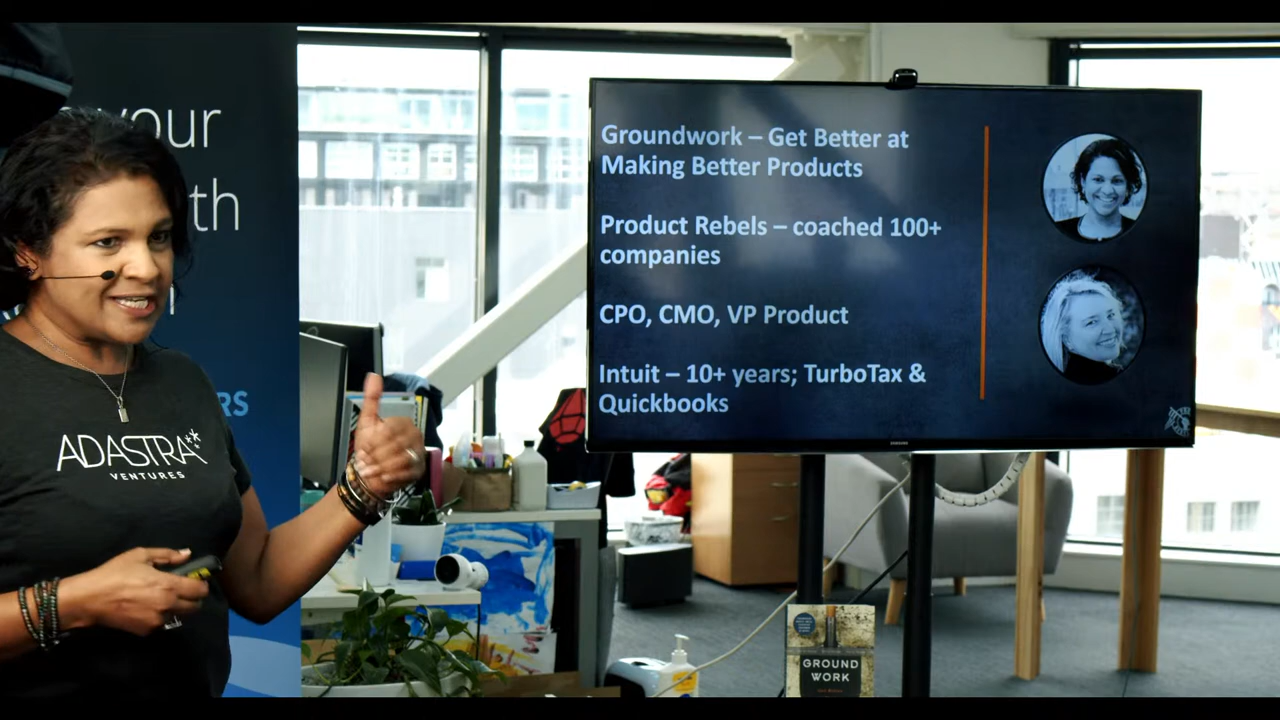 your
th
RS
ADASTRA
VENTURES
Groundwork – Get Better at
Making Better Products
Product Rebels – coached 100+
companies
CPO, CMO, VP Product
Intuit – 10+ years; TurboTax &
Quickbooks
SAMSUNG
GROUND
WORK